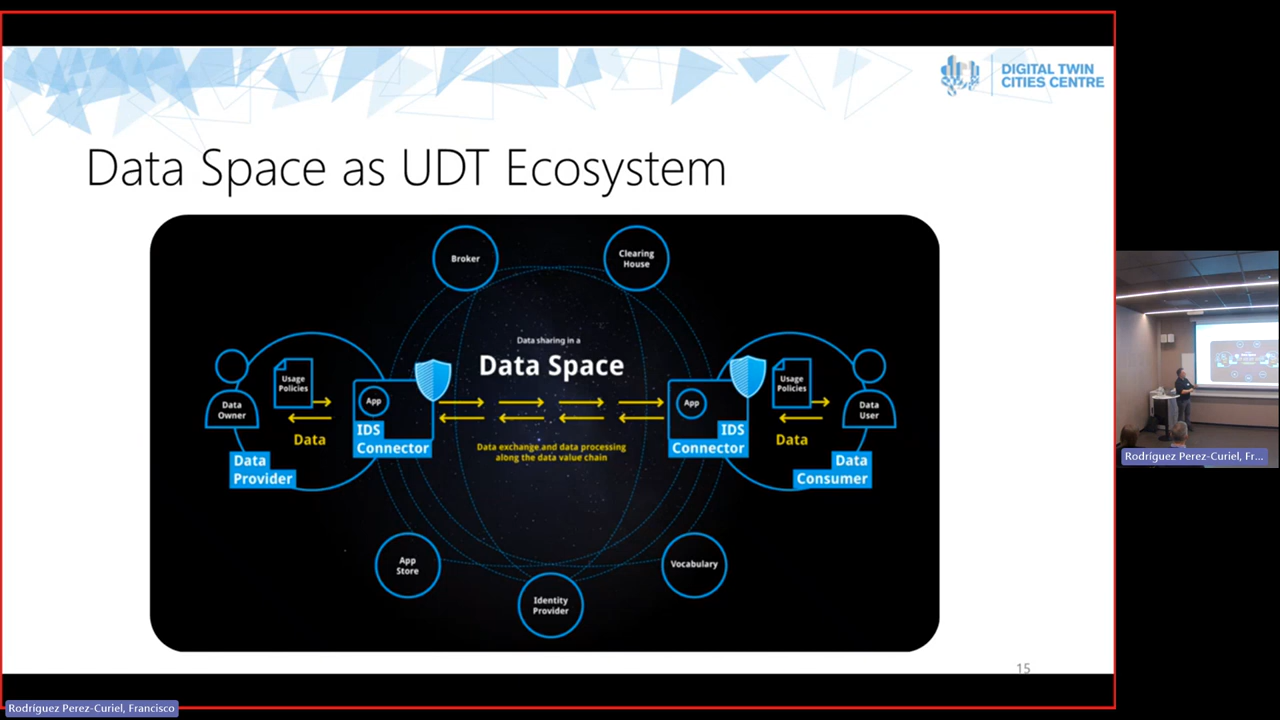 DIGITAL TWIN
CITIES CENTRE
Data Space as UDT Ecosystem
Broker
Clearing
House
Data sharing in a
Data Space
Usage
Policies
App
Data
Owner
Data
IDS
Connector
Data
Provider
Data exchange and data processing
along the data value chain
App
IDS
Connector
Usage
Policies
Data
User
Data
Data
Consumer
App
Store
Identity
Provider
Vocabulary
15
Rodríguez Perez-Curiel, Fr...
Rodríguez Perez-Curiel, Francisco